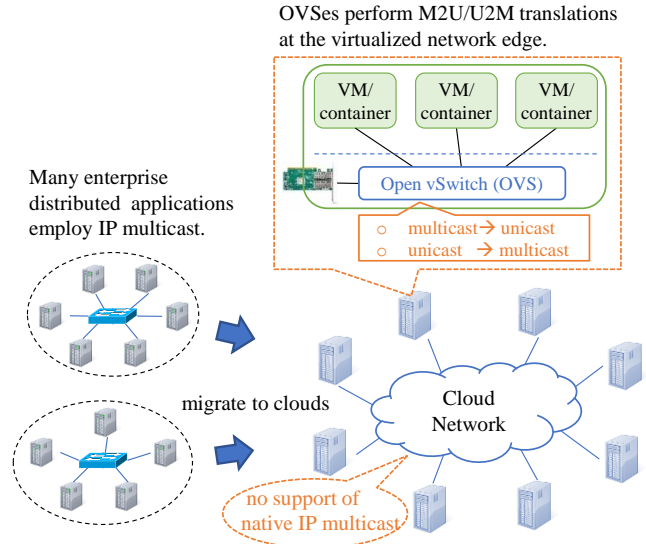 OVSes perform M2U/U2M translations
at the virtualized network edge.
VM/
container
VM/
container
VM/
container
Open vSwitch (OVS)
Many enterprise
distributed applications
employ IP multicast.
o multicast→ unicast
o unicast → multicast
migrate to clouds
Cloud
Network
no support of
native IP multicast